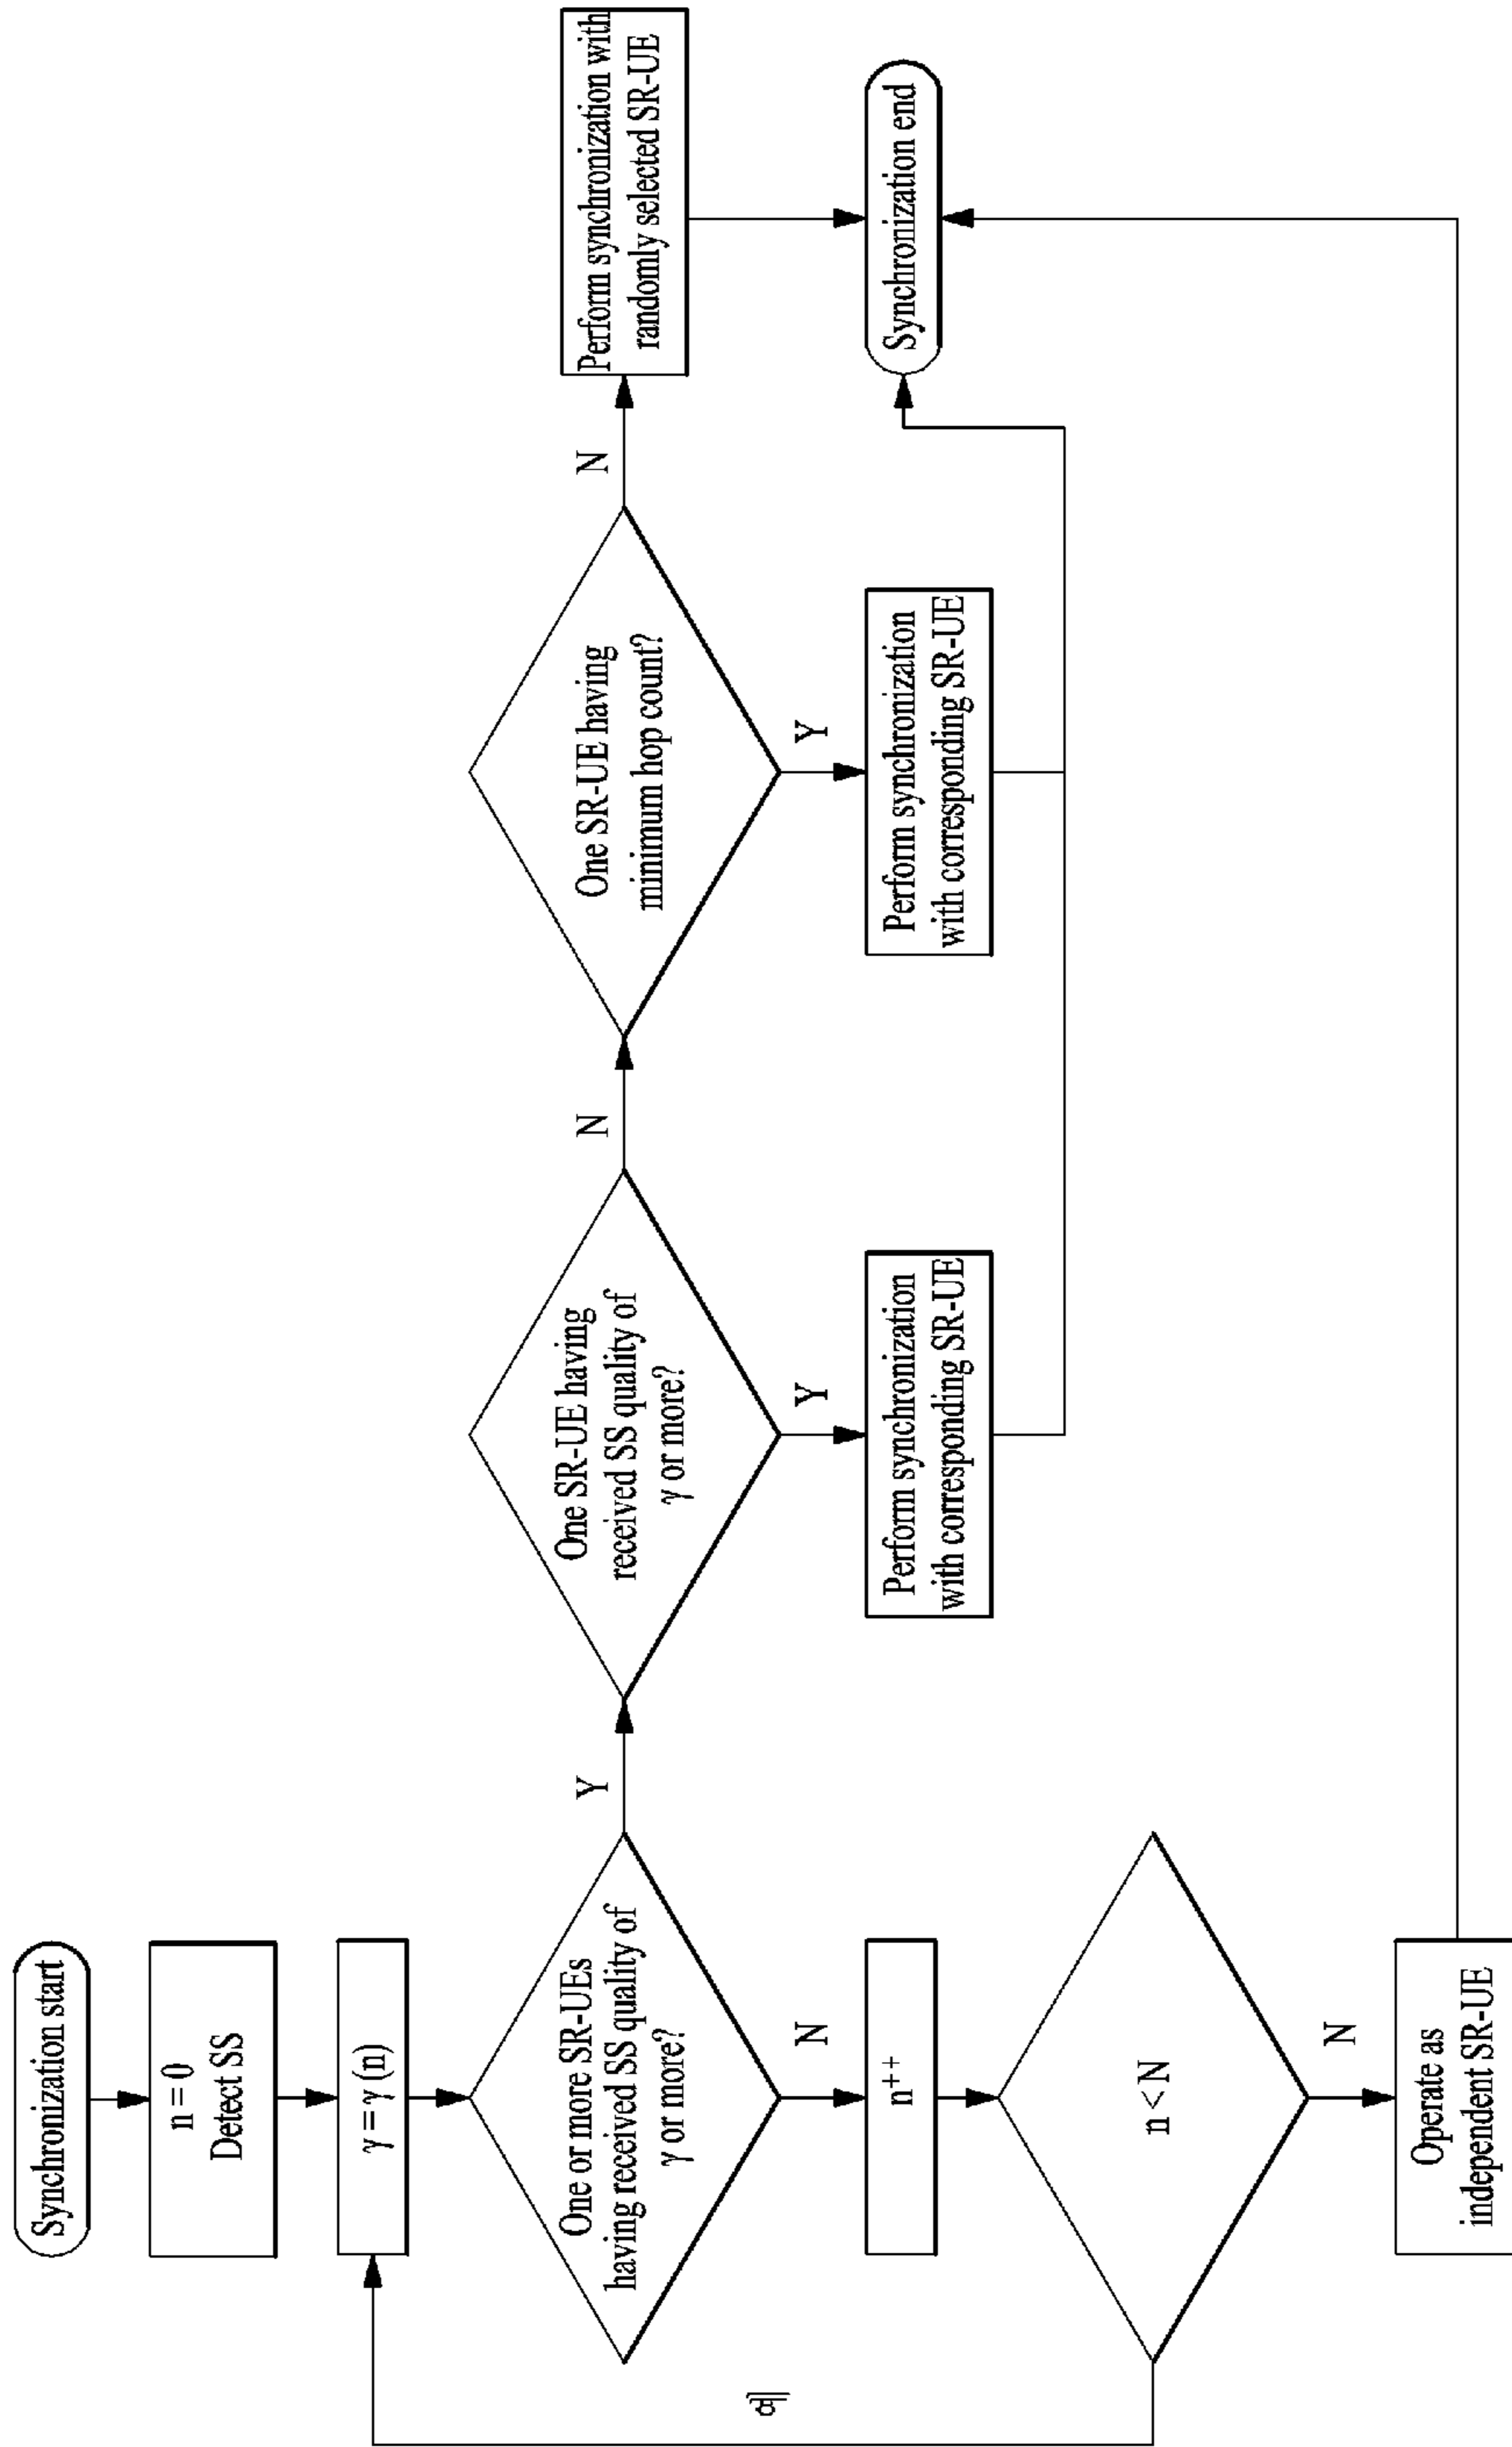 Synchronization start
n = 0
Detect SS
γ = γ (n)
One or more SR-UEs
having received SS quality of
γ or more?
Y
One SR-UE having
received SS quality of
γ or more?
N
One SR-UE having
minimum hop count?
N
Perform synchronization with
randomly selected SR-UE
N
Y
Perform synchronization
with corresponding SR-UE
Y
Perform synchronization
with corresponding SR-UE
Synchronization end
n++
예
n < N
N
Operate as
independent SR-UE